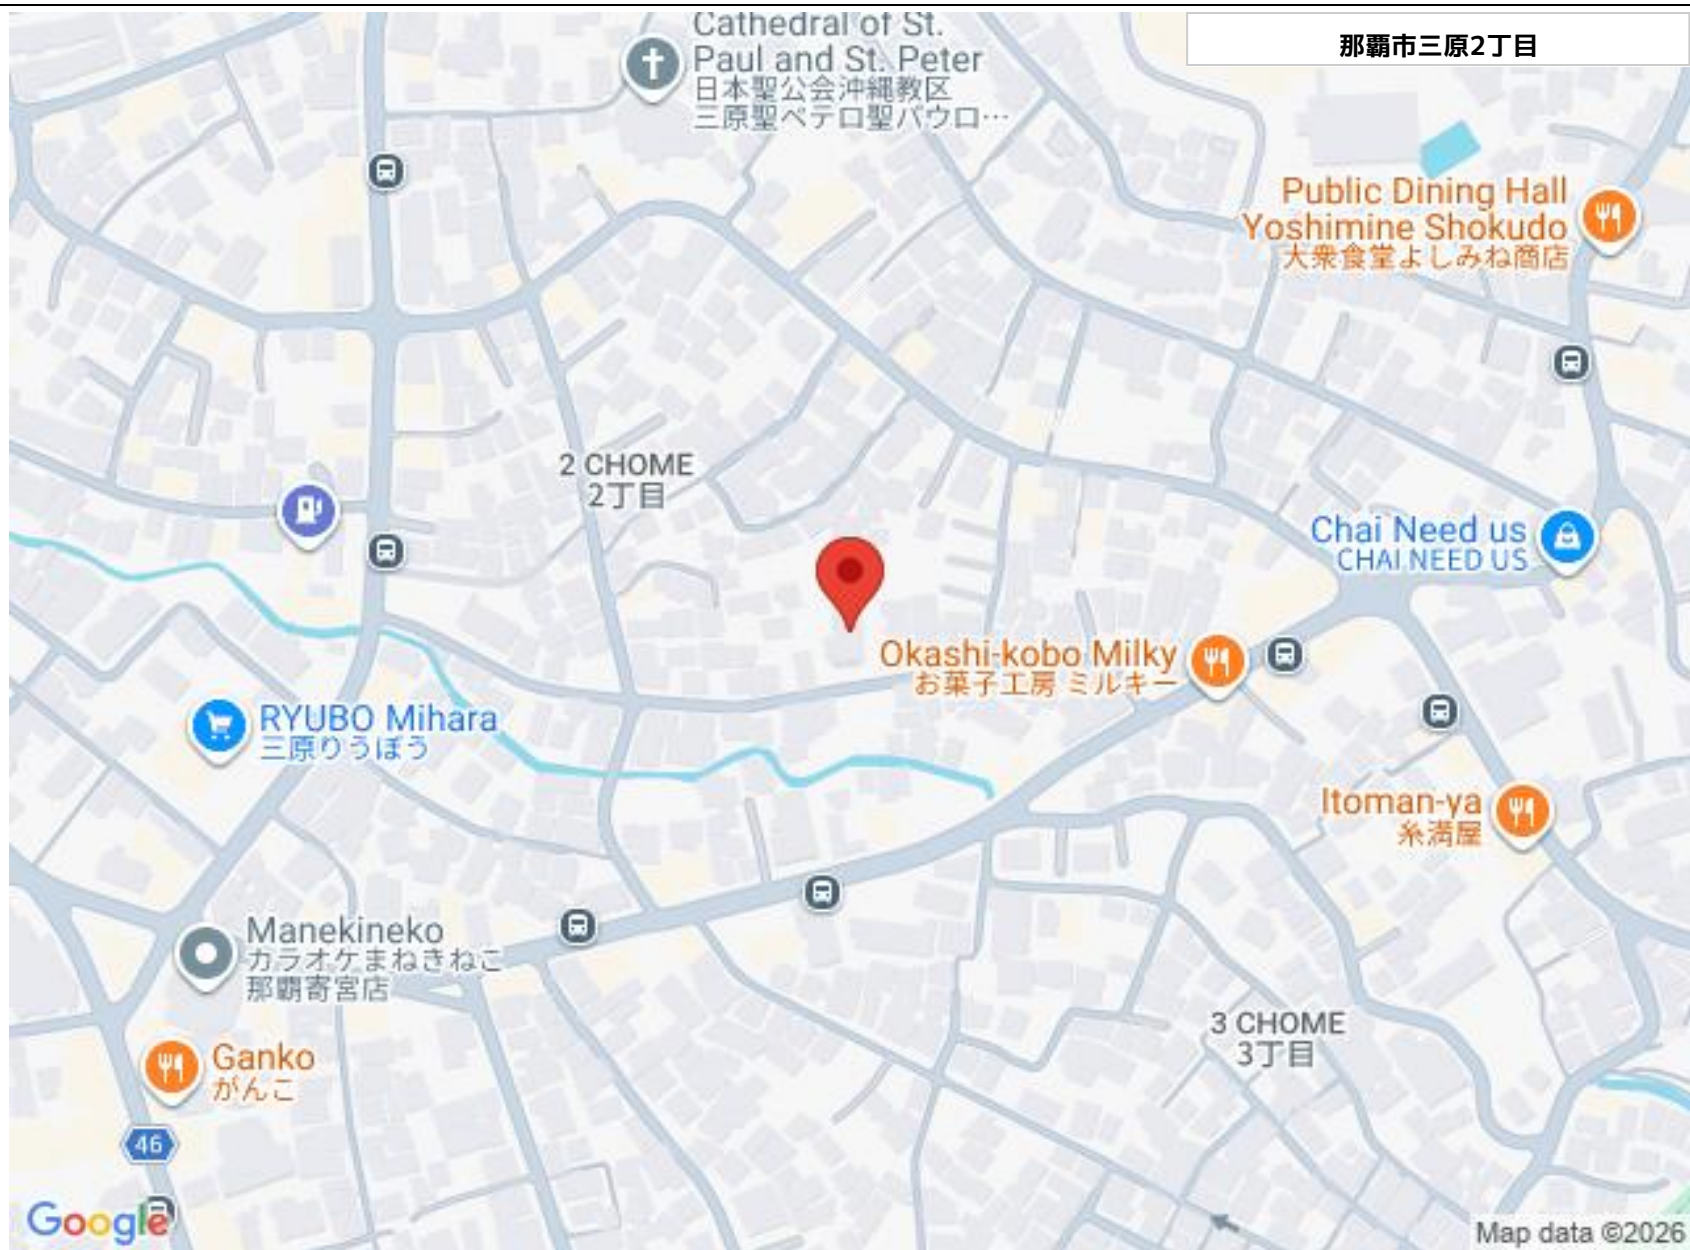 Cathedral of St.
Paul and St. Peter
日本聖公会沖縄教区
三原聖ペテロ聖パウロ…
那覇市三原2丁目
Public Dining Hall
Yoshimine Shokudo
大衆食堂よしみね商店
2 CHOME
2丁目
Chai Need us
CHAI NEED US
Okashi-kobo Milky
お菓子工房 ミルキー
RYUBO Mihara
三原りうぼう
Itoman-ya
糸満屋
Manekineko
カラオケまねきねこ
那覇寄宮店
3 CHOME
3丁目
Ganko
がんこ
46
Google
Map data ©2026